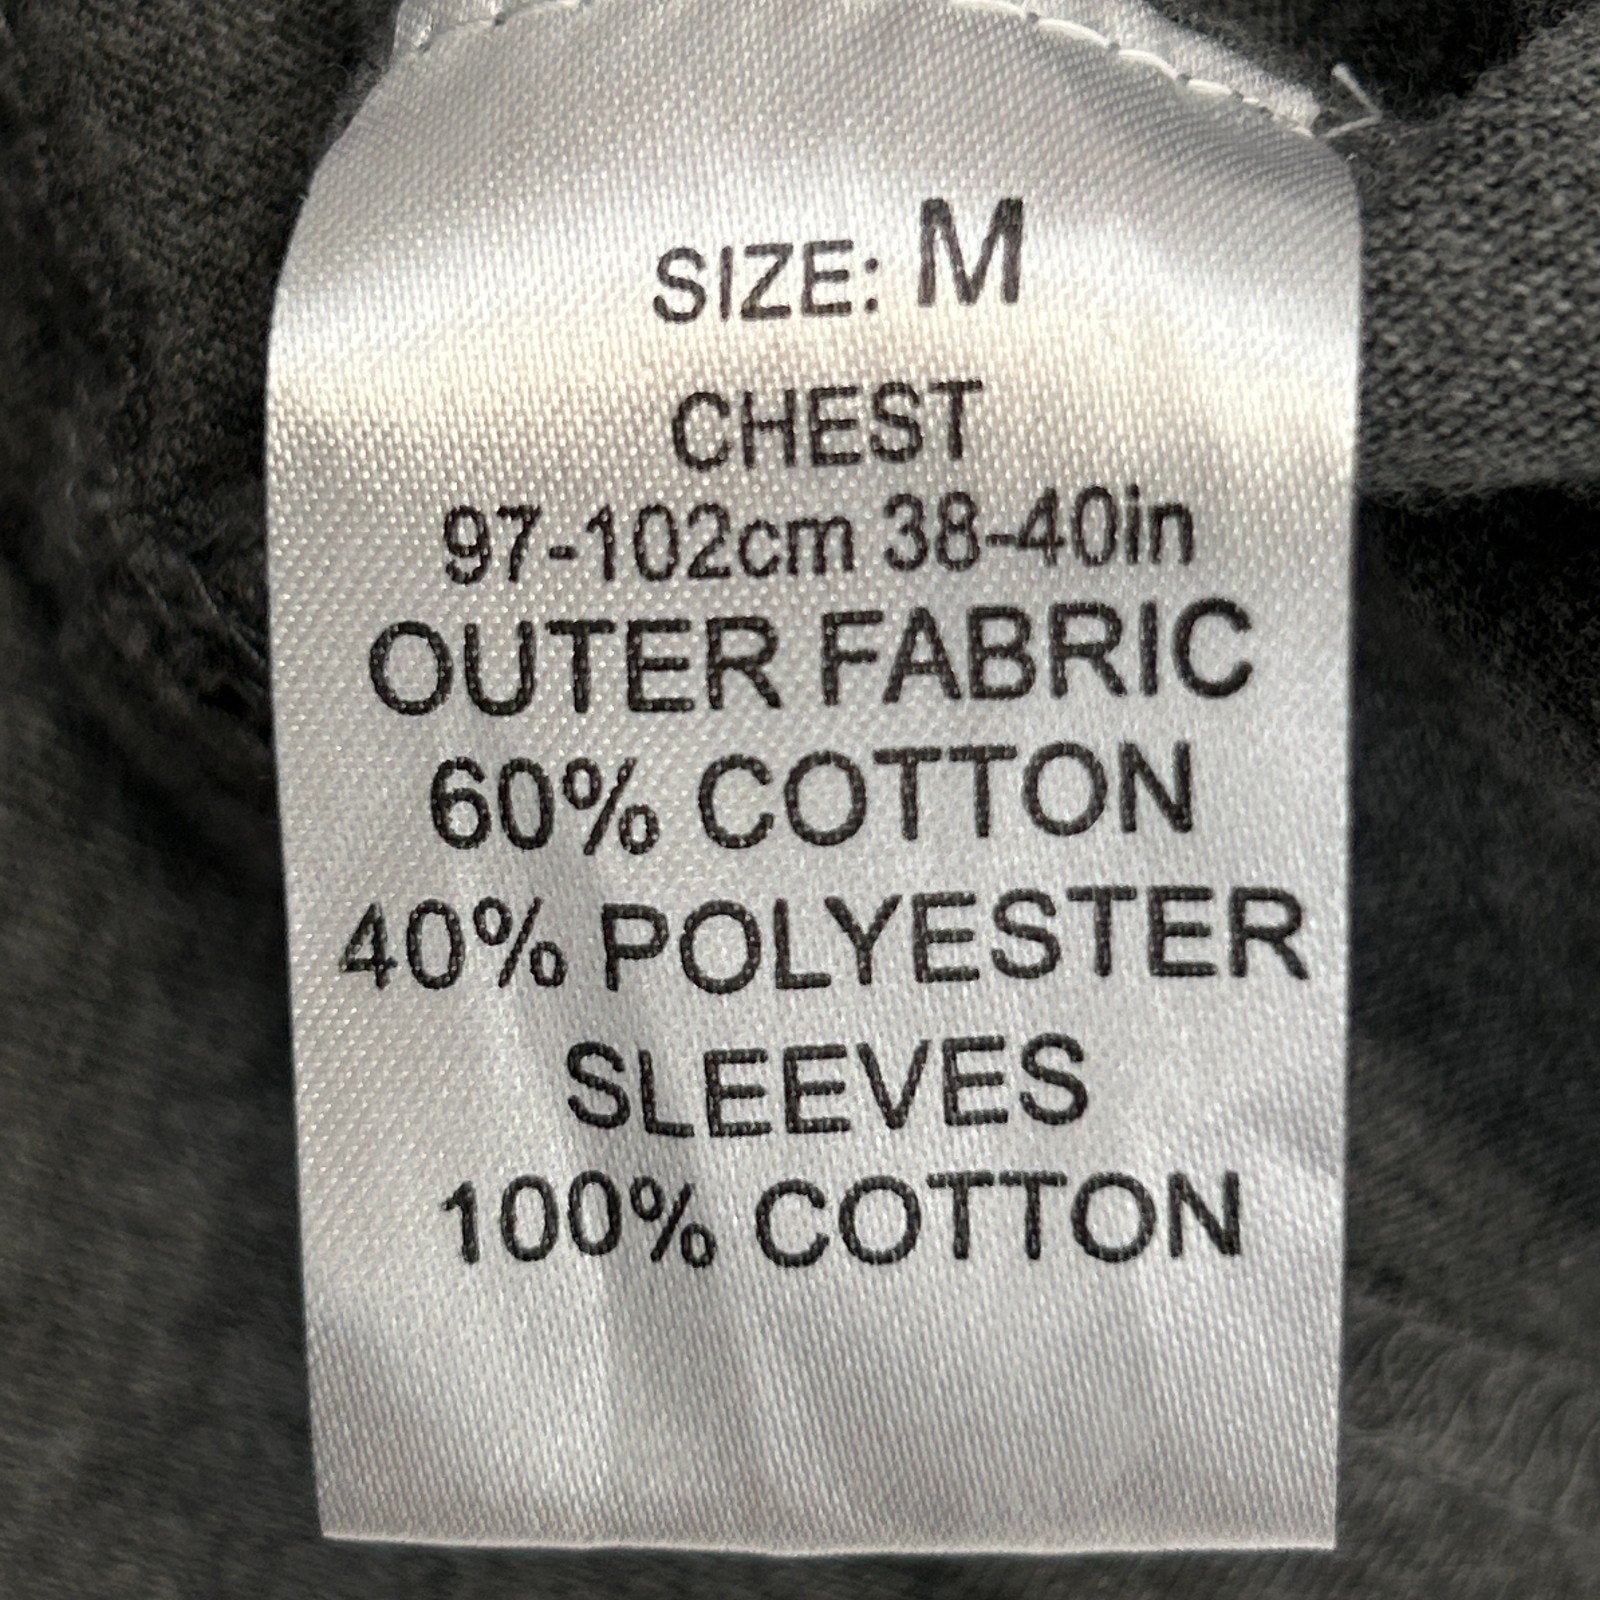 SIZE: M
CHEST
97-102cm 38-40in
OUTER FABRIC
60% COTTON
40% POLYESTER
SLEEVES
100% COTTON